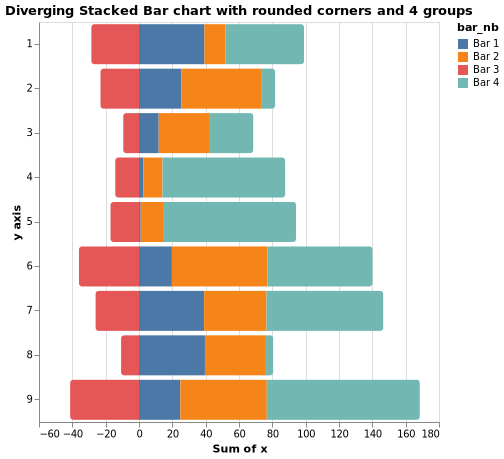 Diverging Stacked Bar chart with rounded corners and 4 groups
bar_nb
Bar 1
Bar 2
Bar 3
Bar 4
y axis
1
2
3
4
5
6
7
8
9
−60 −40 −20 0 20 40 60 80 100 120 140 160 180
Sum of x